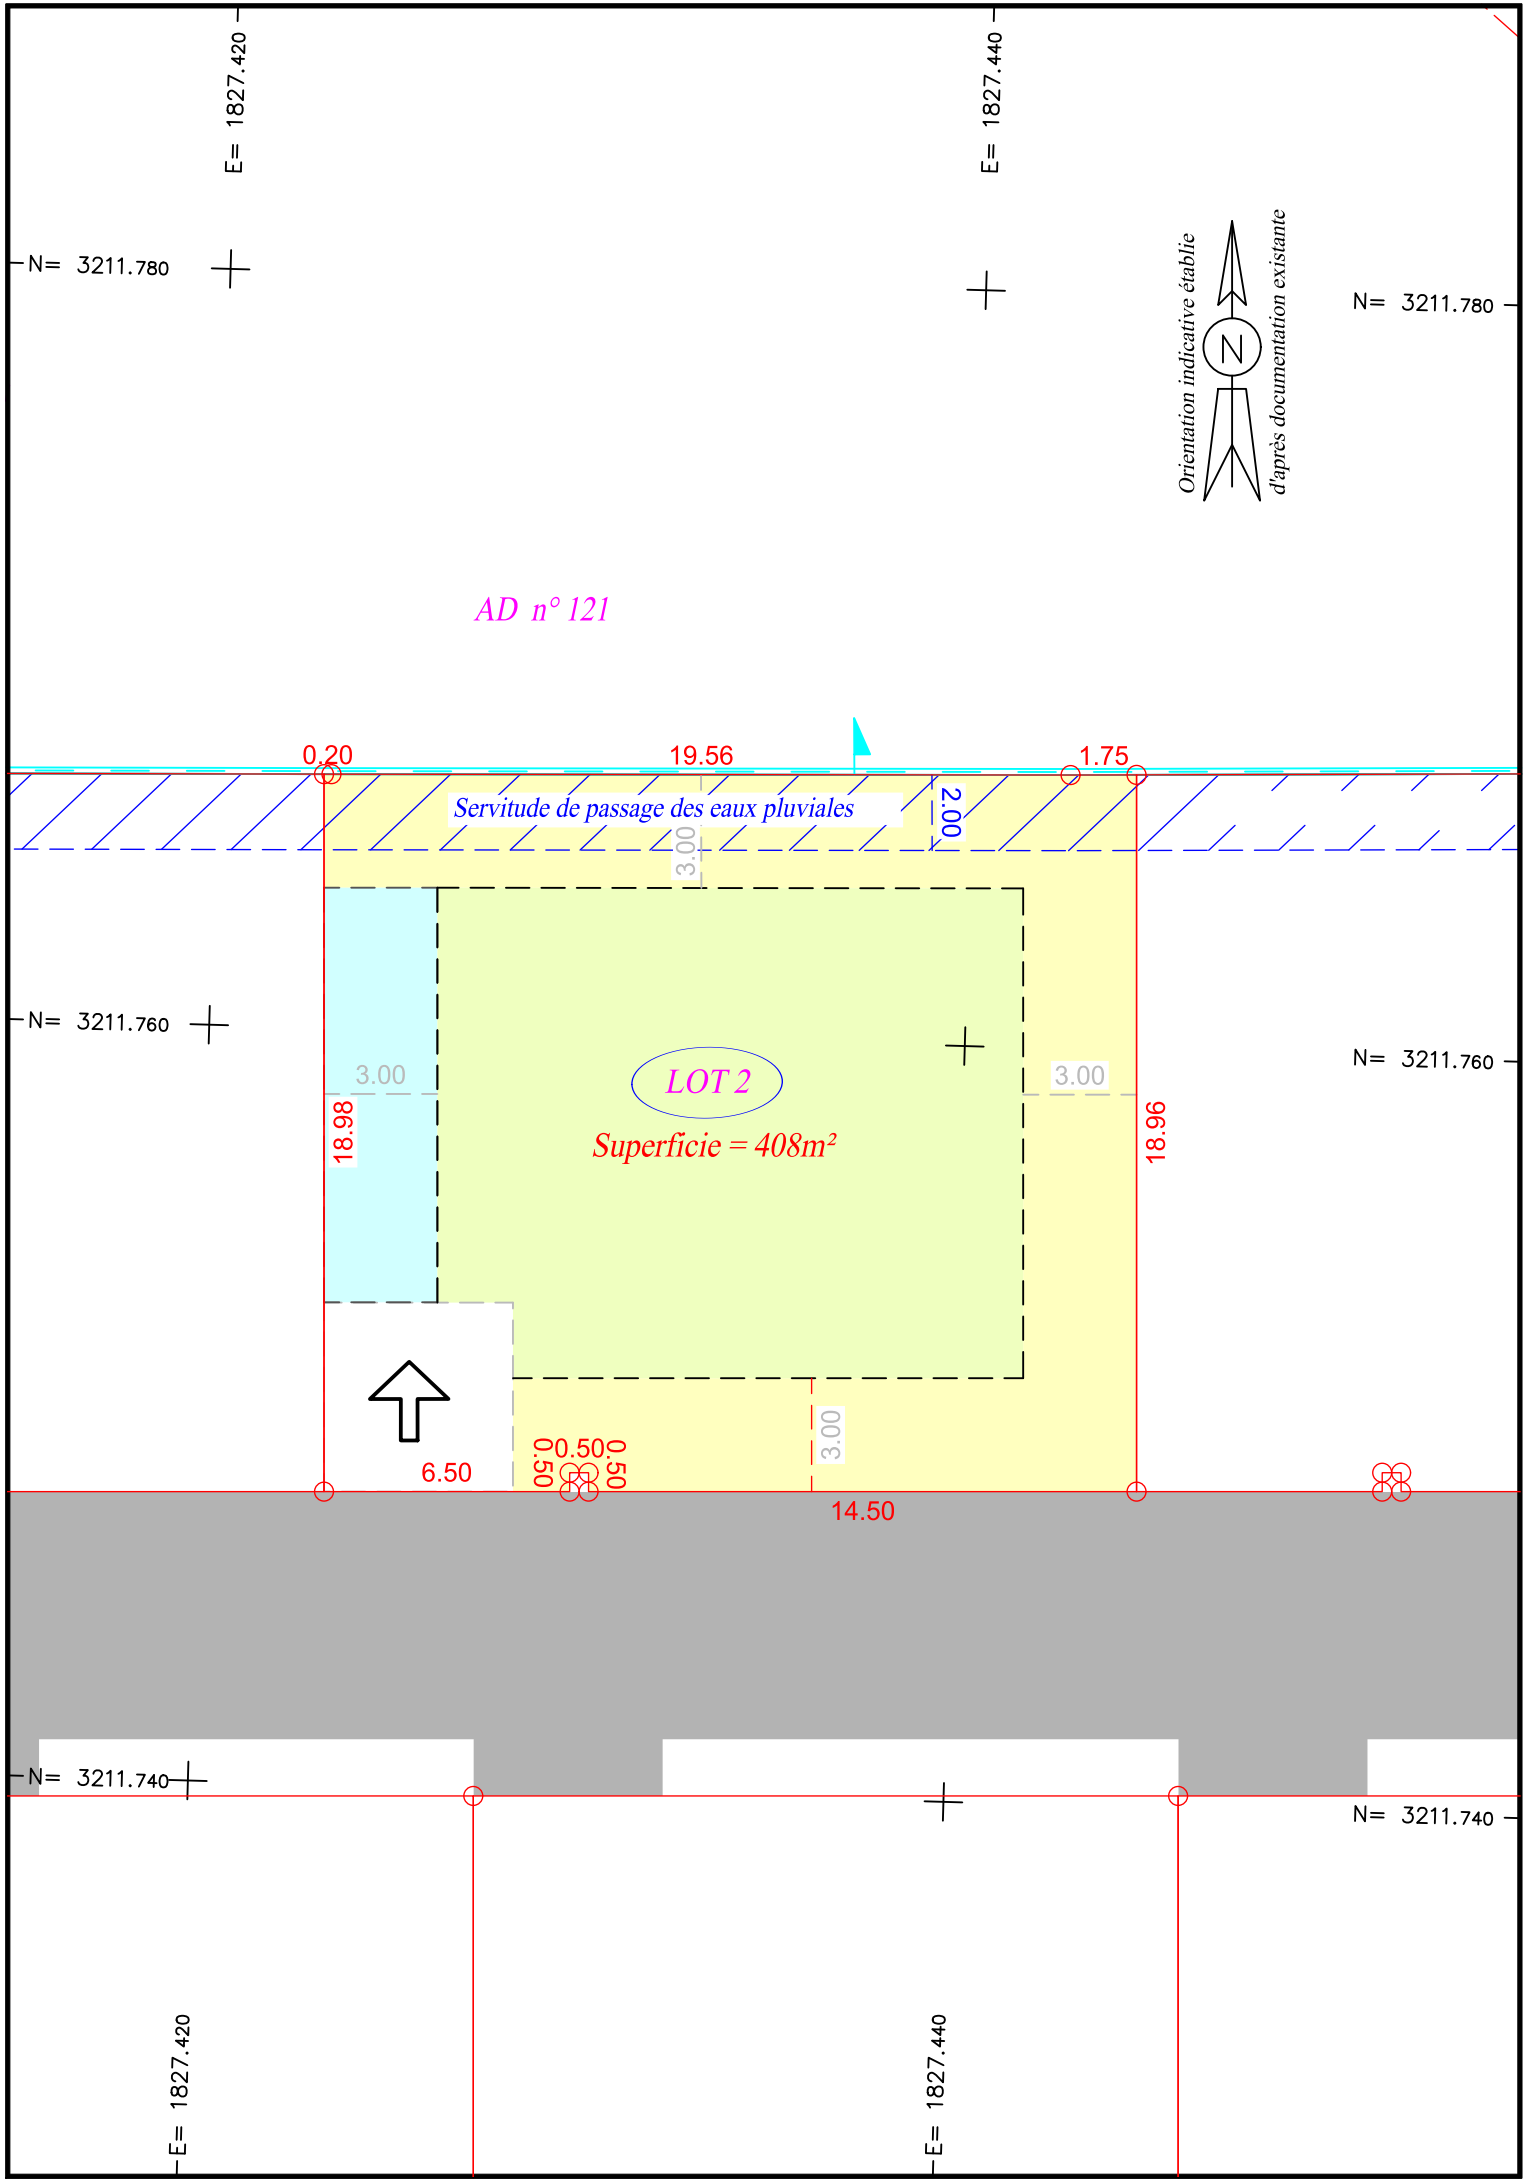 E= 1827.420
E= 1827.440
N= 3211.780
N= 3211.780
Orientation indicative établie
N
d'après documentation existante
AD n° 121
0.20
19.56
1.75
Servitude de passage des eaux pluviales
2.00
3.00
N= 3211.760
N= 3211.760
3.00
3.00
LOT 2
18.98
18.96
Superficie = 408m²
3.00
0.50
0.50
0.50
6.50
14.50
N= 3211.740
N= 3211.740
E= 1827.420
E= 1827.440